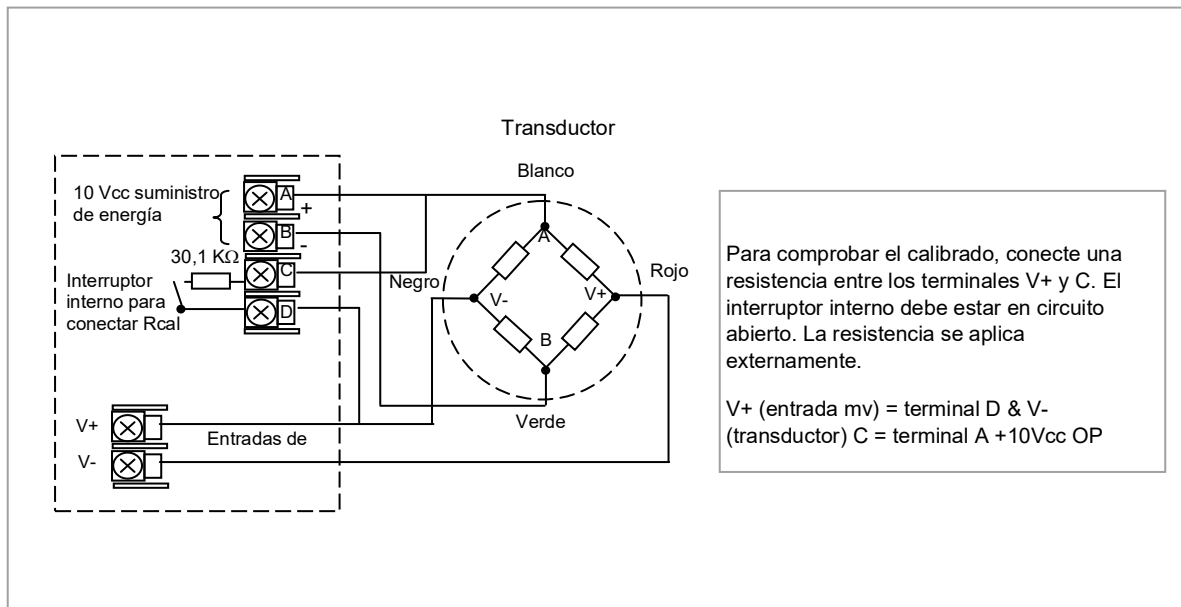 Transductor
Blanco
10 Vcc suministro
de energía
A
+
B
-
30,1 KΩ
C
Interruptor
interno para
conectar Rcal
D
Negro
Rojo
A
V-
V+
B
Verde
V+
Entradas de
V-
Para comprobar el calibrado, conecte una
resistencia entre los terminales V+ y C. El
interruptor interno debe estar en circuito
abierto. La resistencia se aplica
externamente.
V+ (entrada mv) = terminal D & V-
(transductor) C = terminal A +10Vcc OP